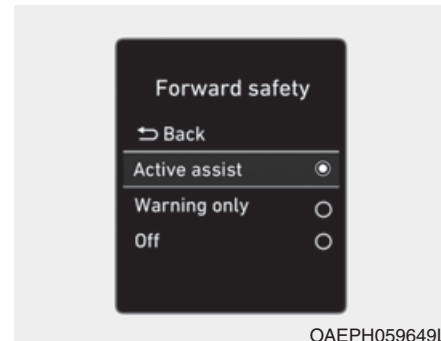 Forward safety
Back
Active assist
Warning only
Off
OAEPH059649L